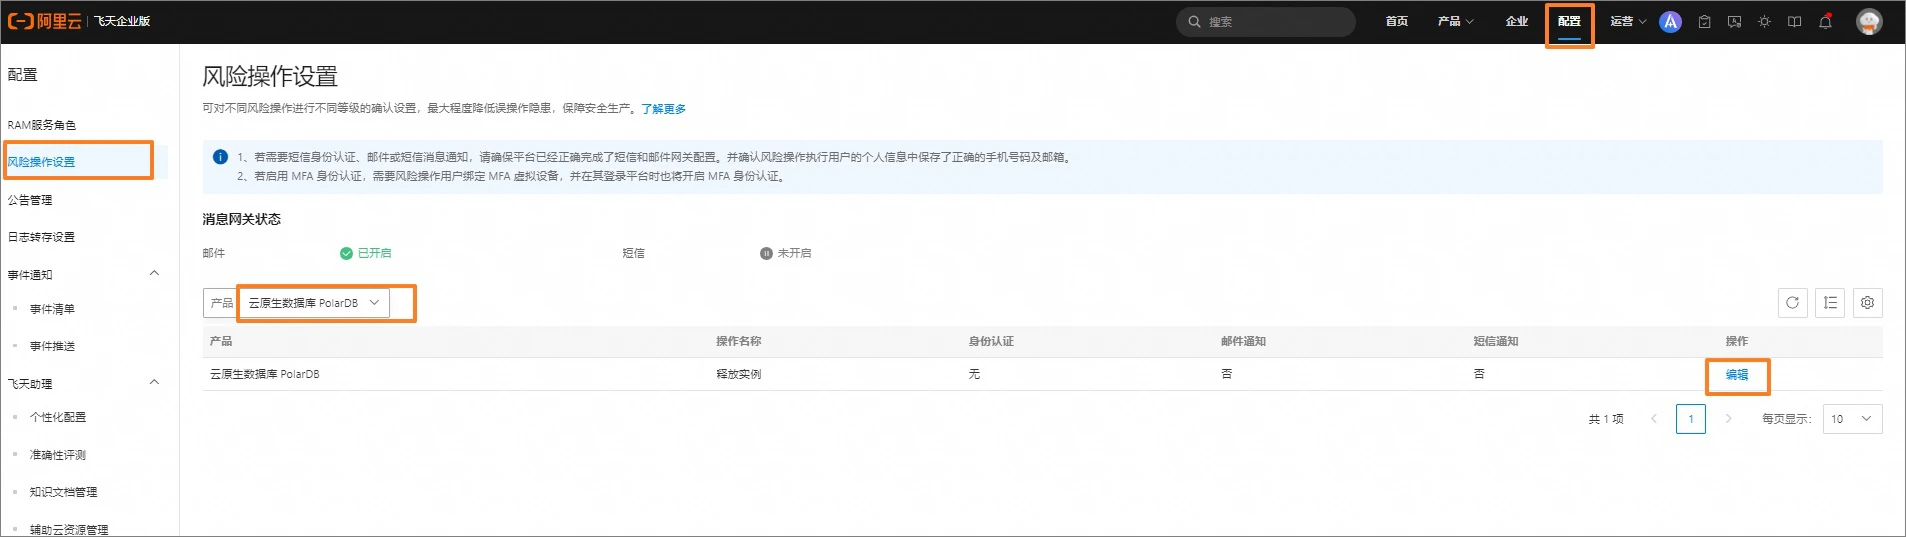 阿里云 | 飞天企业版
搜索
首页 产品 企业 配置 运营
配置
RAM服务角色
风险操作设置
公告管理
日志转存设置
事件通知
事件清单
事件推送
飞天助理
个性化配置
准确性评测
知识文档管理
辅助云资源管理
风险操作设置
可对不同风险操作进行不同等级的确认设置，最大程度降低误操作隐患，保障安全生产。了解更多
1、若需要短信身份认证、邮件或短信消息通知，请确保平台已经正确完成了短信和邮件网关配置。并确认风险操作执行用户的个人信息中保存了正确的手机号码及邮箱。
2、若启用 MFA 身份认证，需要风险操作用户绑定 MFA 虚拟设备，并在其登录平台时也将开启 MFA 身份认证。
消息网关状态
邮件 已开启 短信 未开启
产品 云原生数据库 PolarDB
产品 操作名称 身份认证 邮件通知 短信通知 操作
云原生数据库 PolarDB 释放实例 无 否 否 编辑
共 1 项 1 每页显示： 10